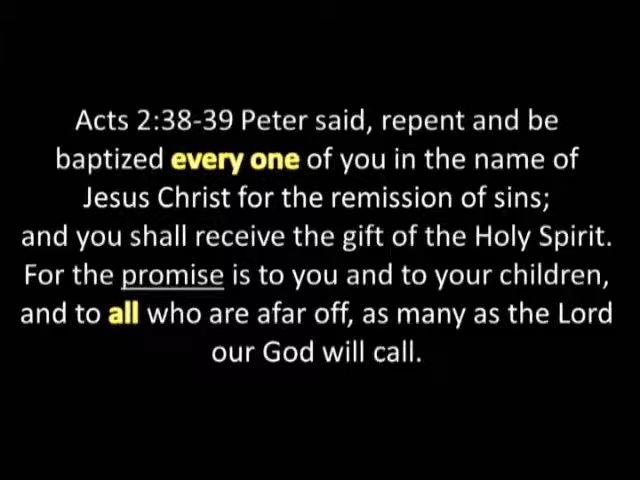 Acts 2:38-39 Peter said, repent and be
baptized every one of you in the name of
Jesus Christ for the remission of sins;
and you shall receive the gift of the Holy Spirit.
For the promise is to you and to your children,
and to all who are afar off, as many as the Lord
our God will call.